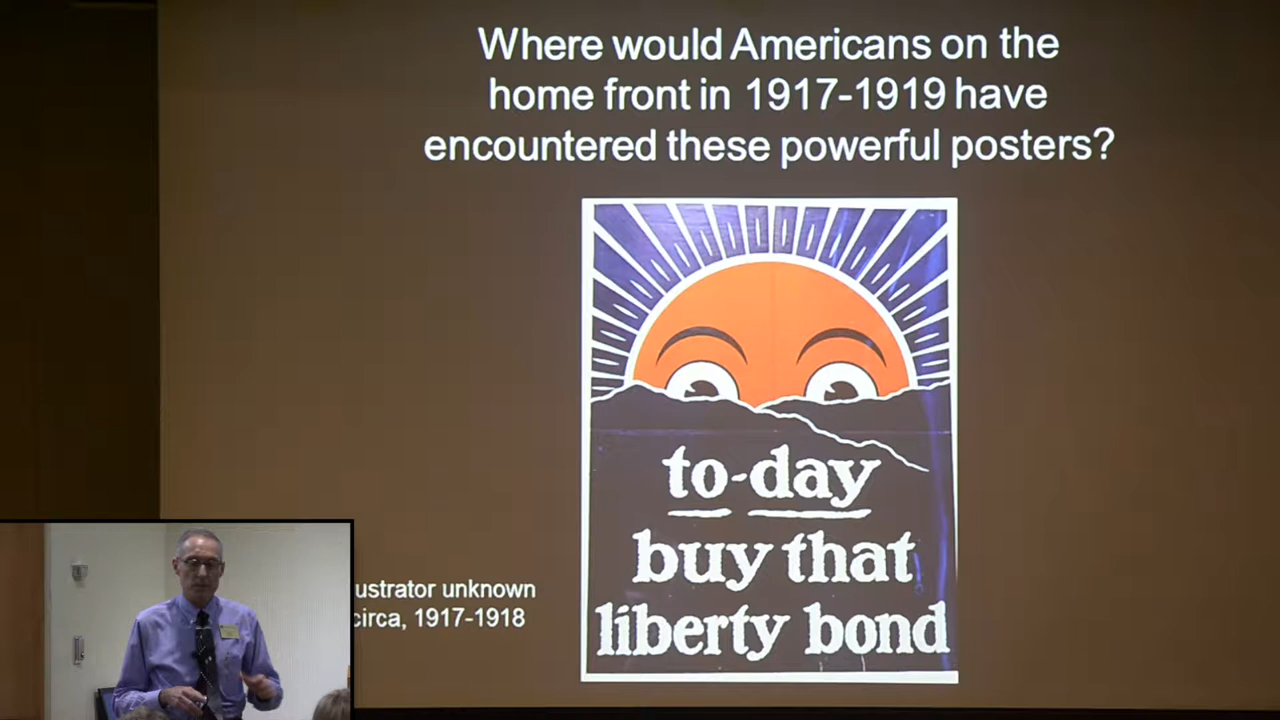 Where would Americans on the
home front in 1917-1919 have
encountered these powerful posters?
to-day
buy that
liberty bond
unknown
circa, 1917-1918